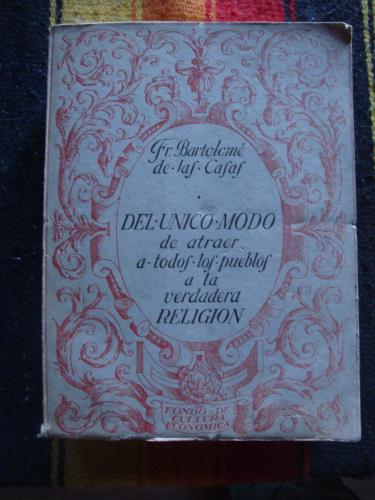 Fr. Bartolomé
de·las·Casas
·
DEL·UNICO·MODO
de atraer
a·todos·los·pueblos
a la
verdadera
RELIGION
FONDO·DE
CULTURA
ECONOMICA